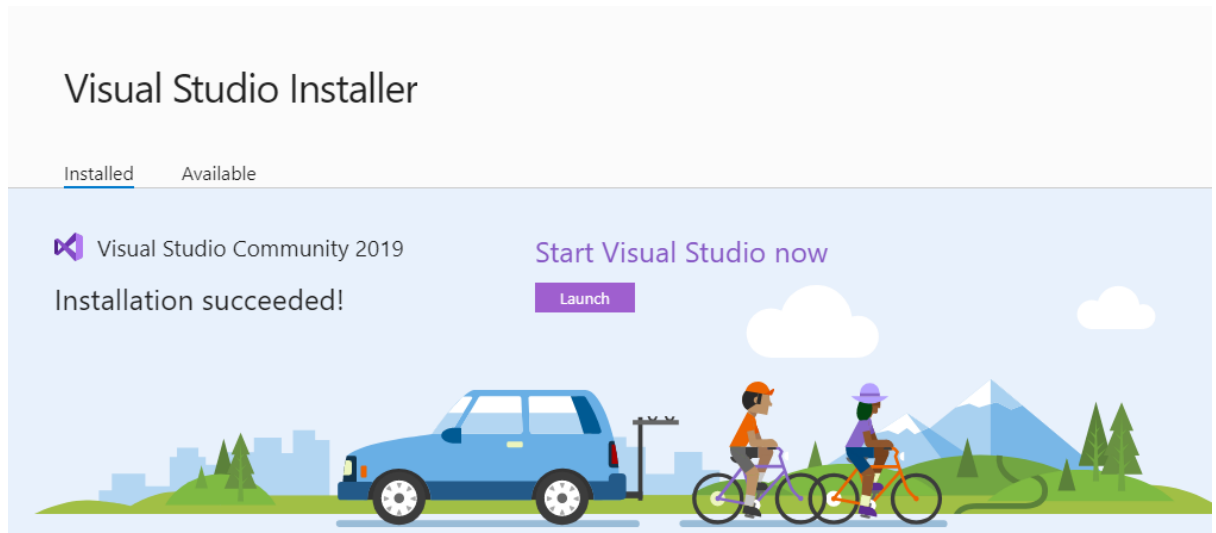 Visual Studio Installer
Installed Available
Visual Studio Community 2019
Installation succeeded!
Start Visual Studio now
Launch